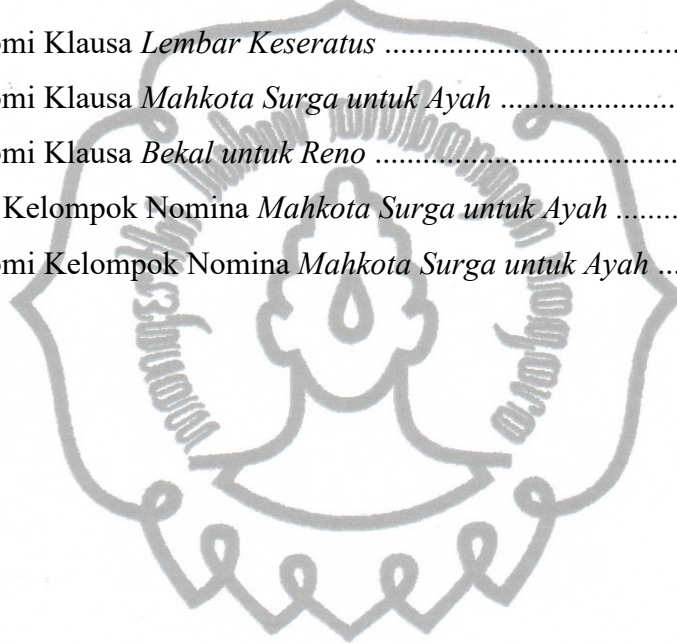 omi Klausa Lembar Keseratus ........................................
omi Klausa Mahkota Surga untuk Ayah .........................
omi Klausa Bekal untuk Reno .........................................
Kelompok Nomina Mahkota Surga untuk Ayah ........
omi Kelompok Nomina Mahkota Surga untuk Ayah ...